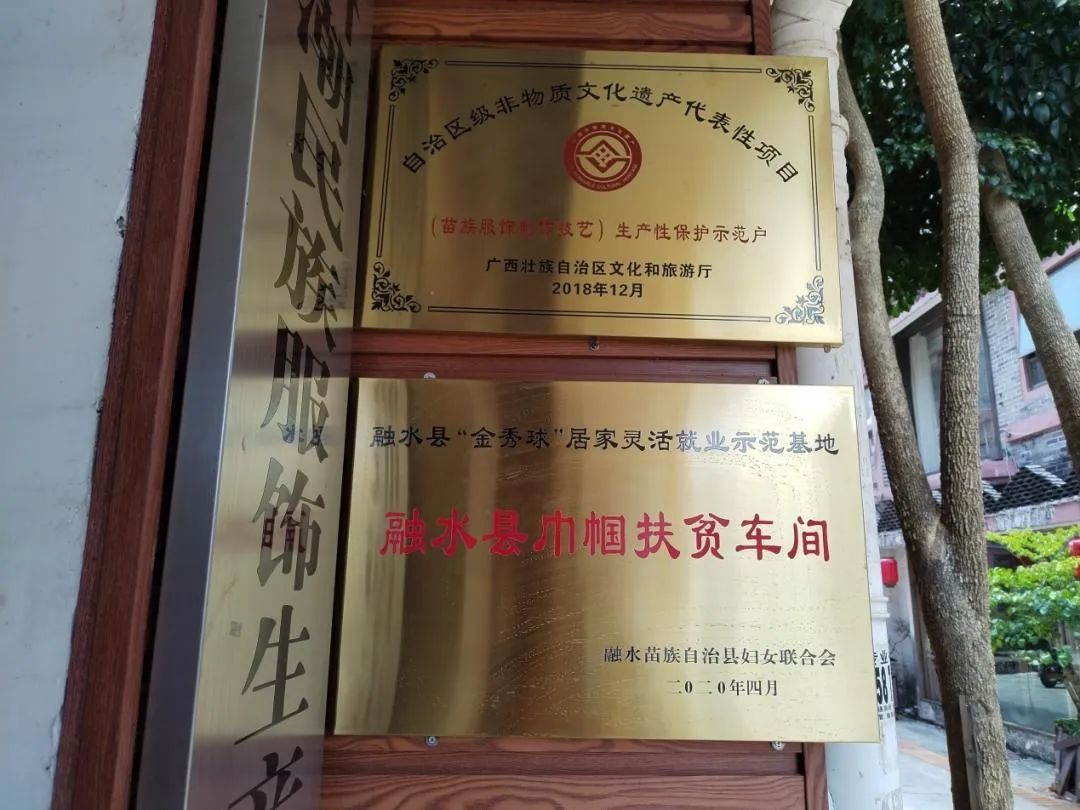 潮民族服饰生产
自治区级非物质文化遗产代表性项目
（苗族服饰制作技艺）生产性保护示范户
广西壮族自治区文化和旅游厅
2018年12月
融水县“金秀球”居家灵活就业示范基地
融水县巾帼扶贫车间
融水苗族自治县妇女联合会
二〇二〇年四月
专业